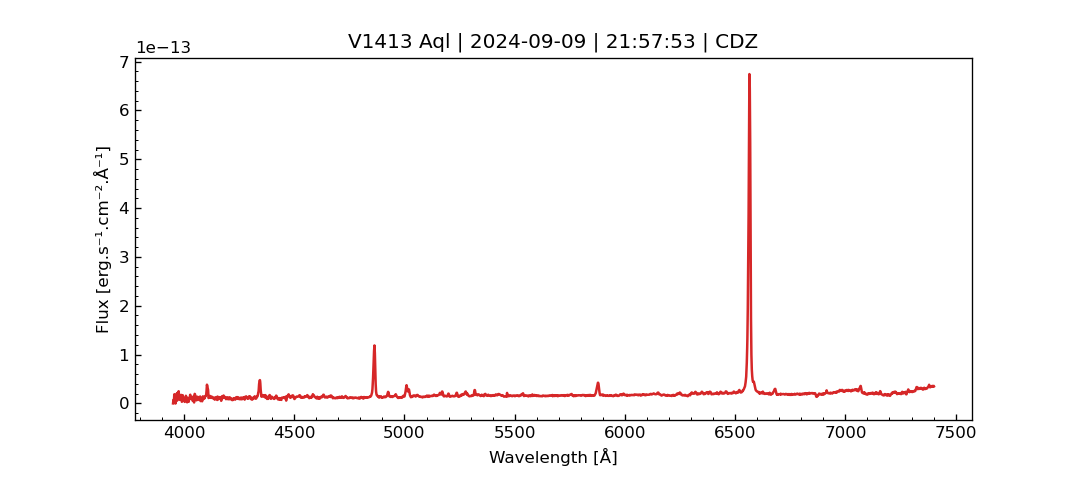 V1413 Aql | 2024-09-09 | 21:57:53 | CDZ
1e−13
7
6
5
4
3
2
1
0
Flux [erg.s⁻¹.cm⁻².Å⁻¹]
4000 4500 5000 5500 6000 6500 7000 7500
Wavelength [Å]